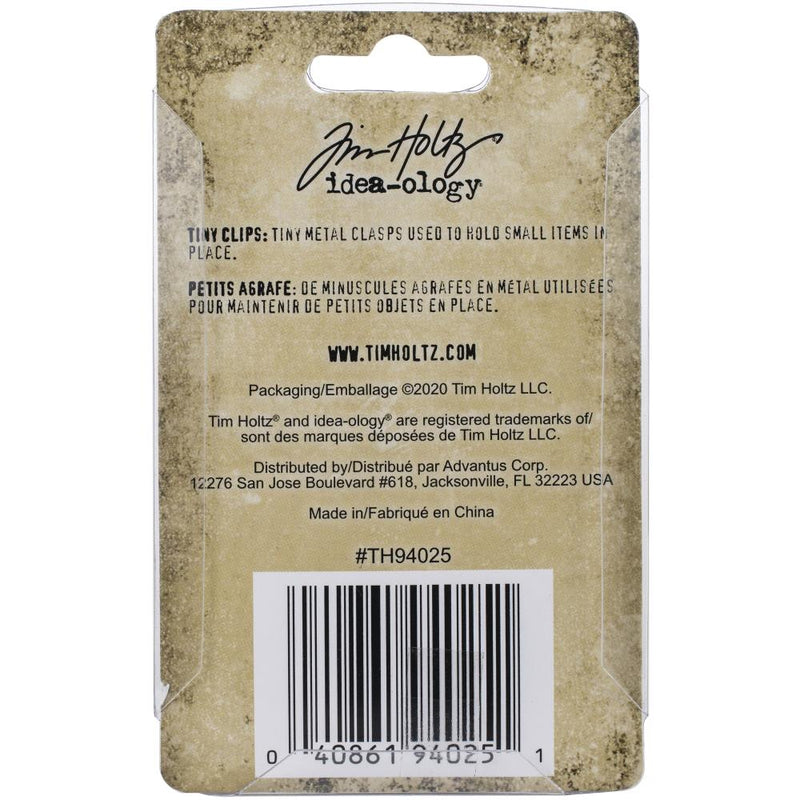 Tim Holtz
idea-ology®
TINY CLIPS: TINY METAL CLASPS USED TO HOLD SMALL ITEMS IN
PLACE.
PETITS AGRAFE: DE MINUSCULES AGRAFES EN MÉTAL UTILISÉES
POUR MAINTENIR DE PETITS OBJETS EN PLACE.
WWW.TIMHOLTZ.COM
Packaging/Emballage ©2020 Tim Holtz LLC.
Tim Holtz® and idea-ology® are registered trademarks of/
sont des marques déposées de Tim Holtz LLC.
Distributed by/Distribué par Advantus Corp.
12276 San Jose Boulevard #618, Jacksonville, FL 32223 USA
Made in/Fabriqué en China
#TH94025
0 40861 94025 1